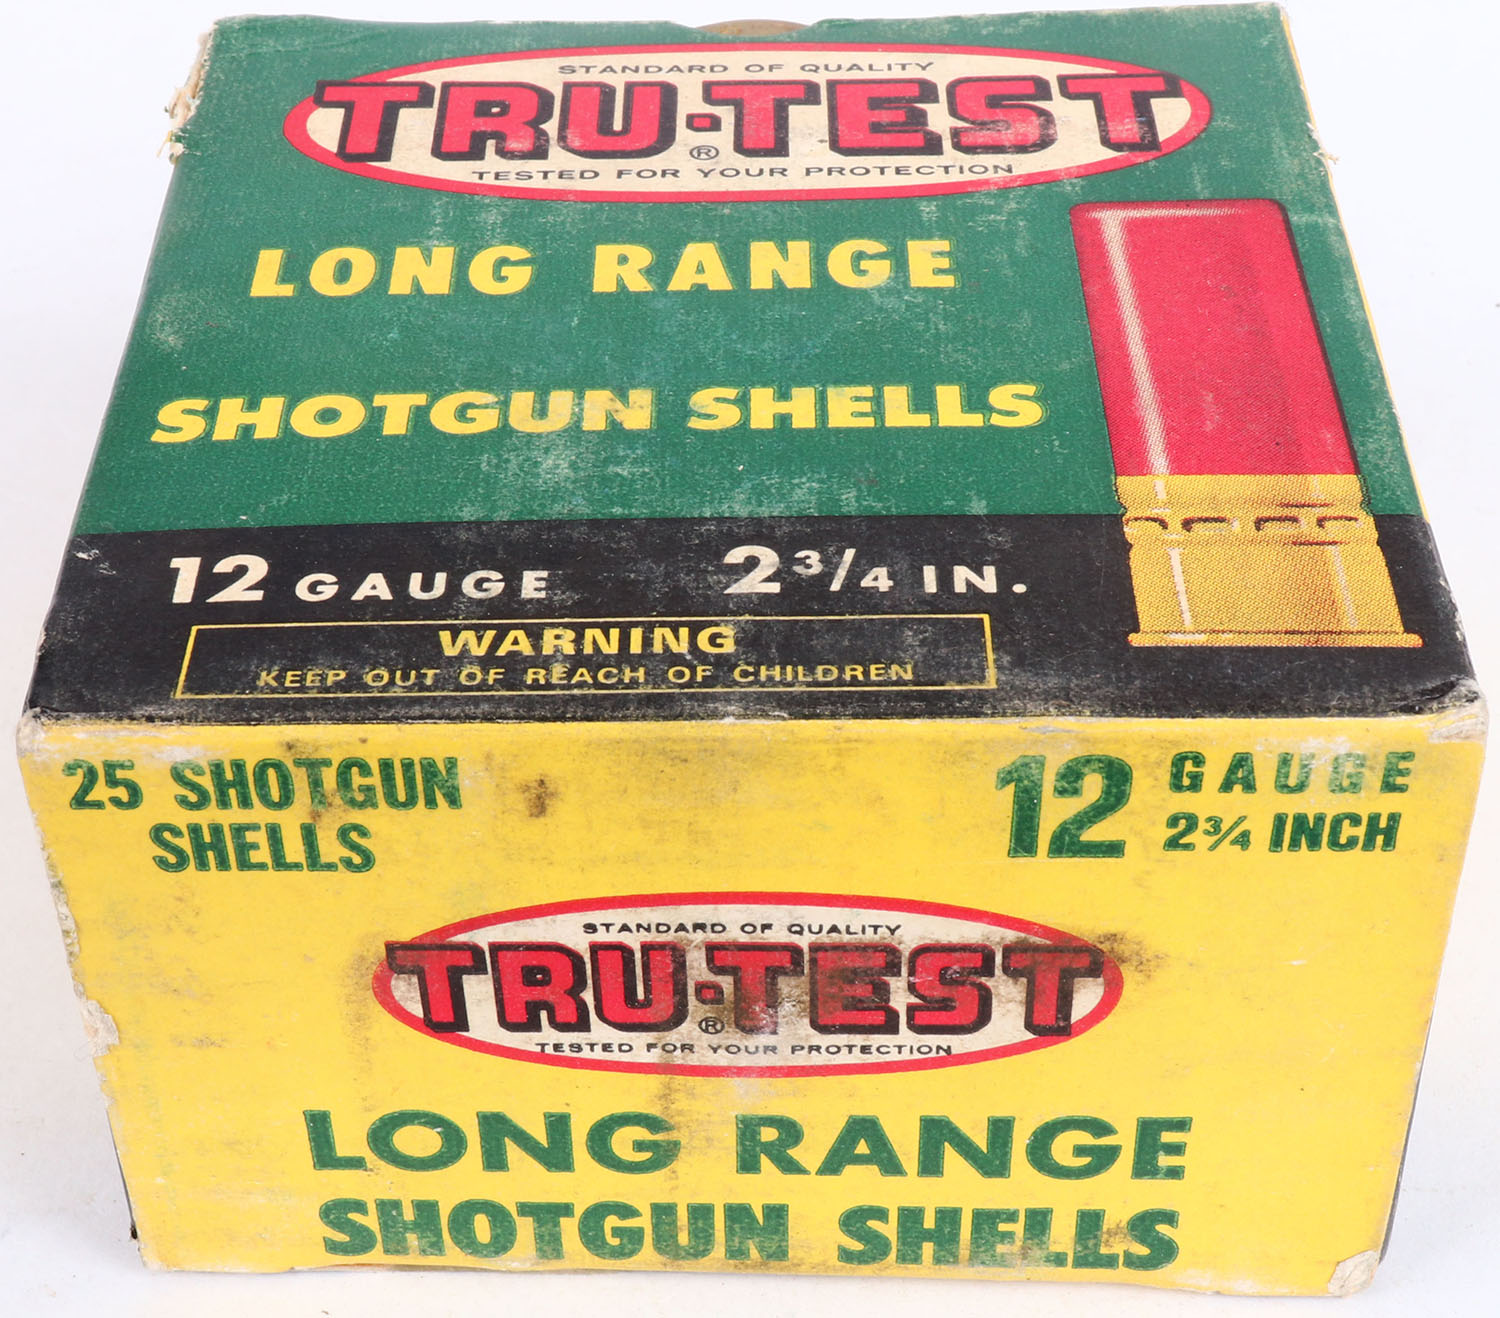 STANDARD OF QUALITY
TRU·TEST
®
TESTED FOR YOUR PROTECTION
LONG RANGE
SHOTGUN SHELLS
12 GAUGE 2 3/4 IN.
WARNING
KEEP OUT OF REACH OF CHILDREN
25 SHOTGUN
SHELLS
12 GAUGE
2 3/4 INCH
STANDARD OF QUALITY
TRU·TEST
®
TESTED FOR YOUR PROTECTION
LONG RANGE
SHOTGUN SHELLS